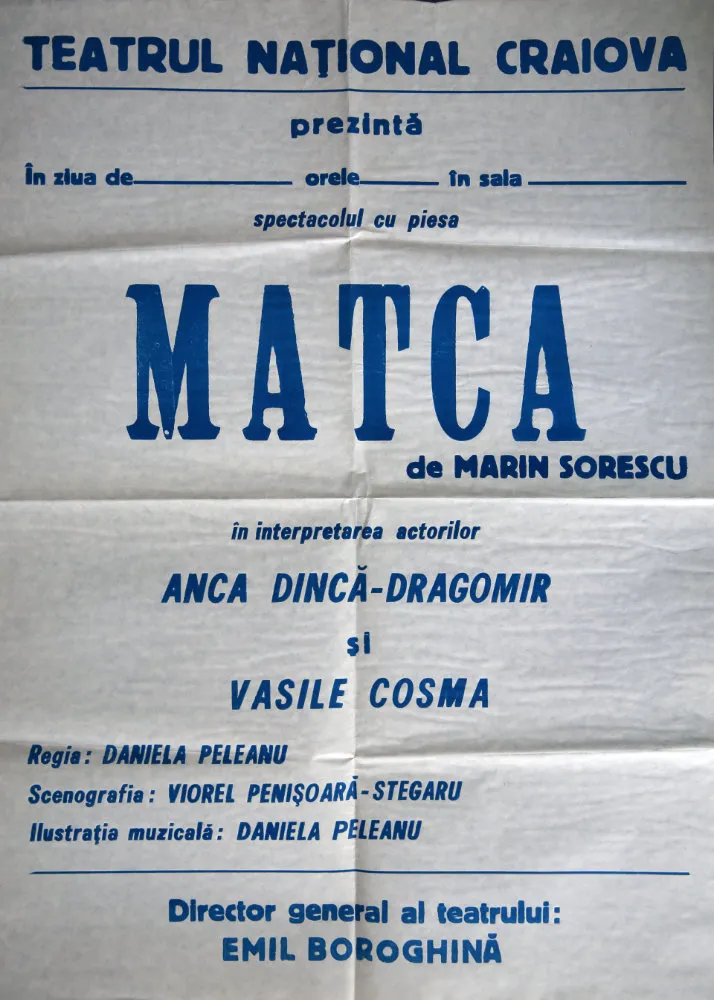 TEATRUL NAȚIONAL CRAIOVA
prezintă
În ziua de orele în sala
spectacolul cu piesa
MATCA
de MARIN SORESCU
în interpretarea actorilor
ANCA DINCĂ-DRAGOMIR
și
VASILE COSMA
Regia: DANIELA PELEANU
Scenografia: VIOREL PENIȘOARĂ-STEGARU
Ilustrația muzicală: DANIELA PELEANU
Director general al teatrului:
EMIL BOROGHINĂ